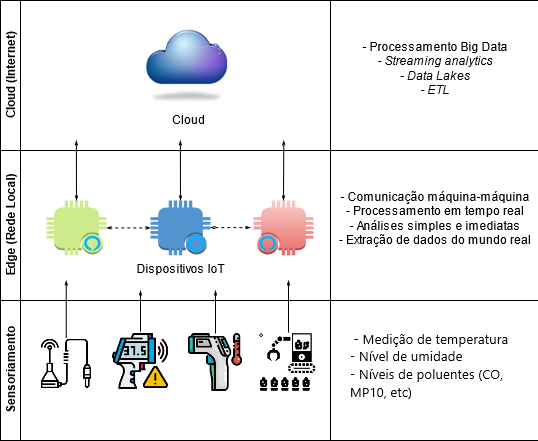 Cloud (Internet)
Cloud
- Processamento Big Data
- Streaming analytics
- Data Lakes
- ETL
Edge (Rede Local)
Dispositivos IoT
- Comunicação máquina-máquina
- Processamento em tempo real
- Análises simples e imediatas
- Extração de dados do mundo real
Sensoriamento
31.5
- Medição de temperatura
- Nível de umidade
- Níveis de poluentes (CO,
MP10, etc)